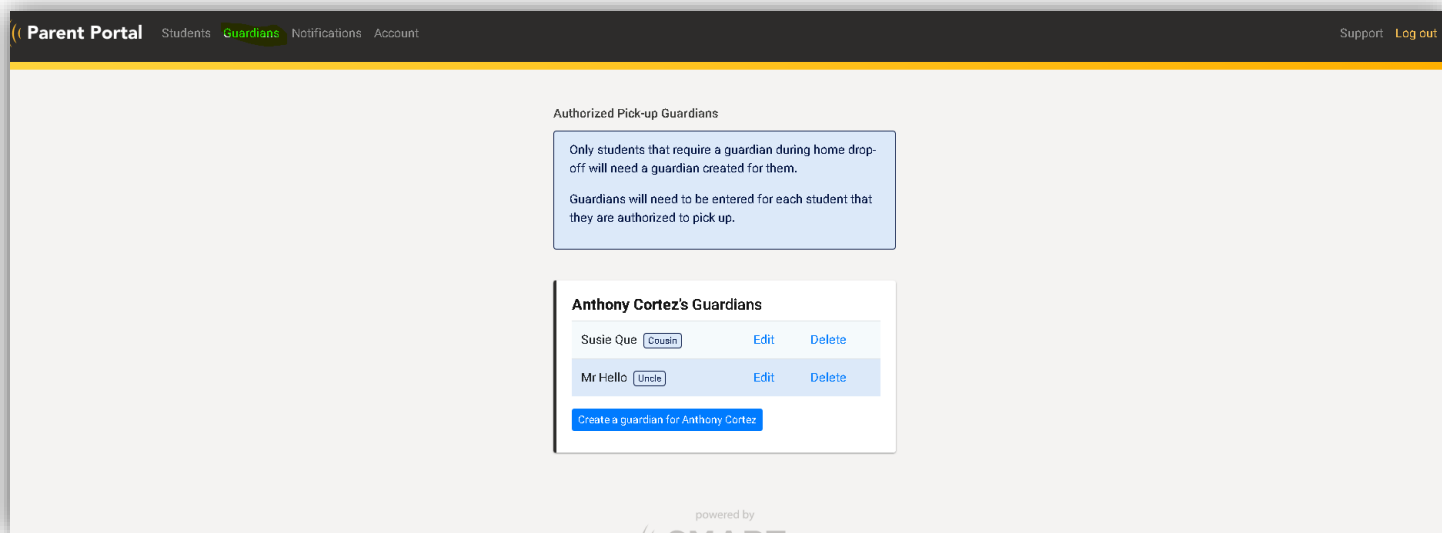 Parent Portal Students Guardians Notifications Account Support Log out
Authorized Pick-up Guardians
Only students that require a guardian during home drop-
off will need a guardian created for them.
Guardians will need to be entered for each student that
they are authorized to pick up.
Anthony Cortez's Guardians
Susie Que Cousin Edit Delete
Mr Hello Uncle Edit Delete
Create a guardian for Anthony Cortez
powered by